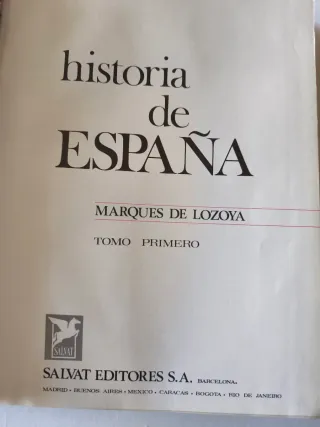 historia
de
ESPAÑA
MARQUES DE LOZOYA
TOMO PRIMERO
SALVAT
SALVAT EDITORES S.A. BARCELONA.
MADRID • BUENOS AIRES • MEXICO • CARACAS • BOGOTA • RIO DE JANEIRO